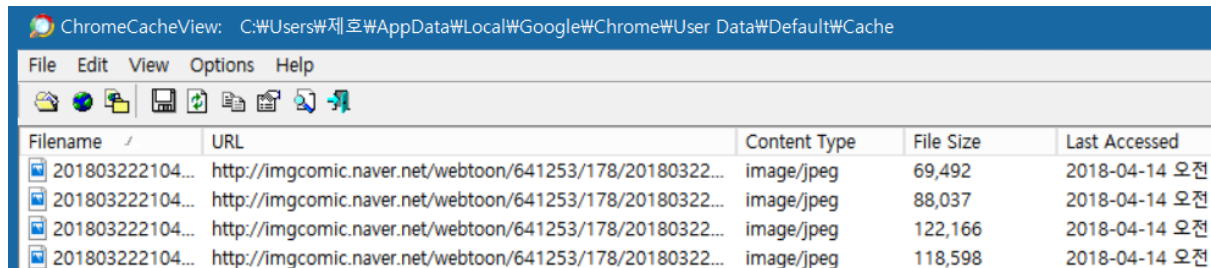 ChromeCacheView: C:₩Users₩제호₩AppData₩Local₩Google₩Chrome₩User Data₩Default₩Cache
File Edit View Options Help
Filename URL Content Type File Size Last Accessed
201803222104... http://imgcomic.naver.net/webtoon/641253/178/20180322... image/jpeg 69,492 2018-04-14 오전
201803222104... http://imgcomic.naver.net/webtoon/641253/178/20180322... image/jpeg 88,037 2018-04-14 오전
201803222104... http://imgcomic.naver.net/webtoon/641253/178/20180322... image/jpeg 122,166 2018-04-14 오전
201803222104... http://imgcomic.naver.net/webtoon/641253/178/20180322... image/jpeg 118,598 2018-04-14 오전